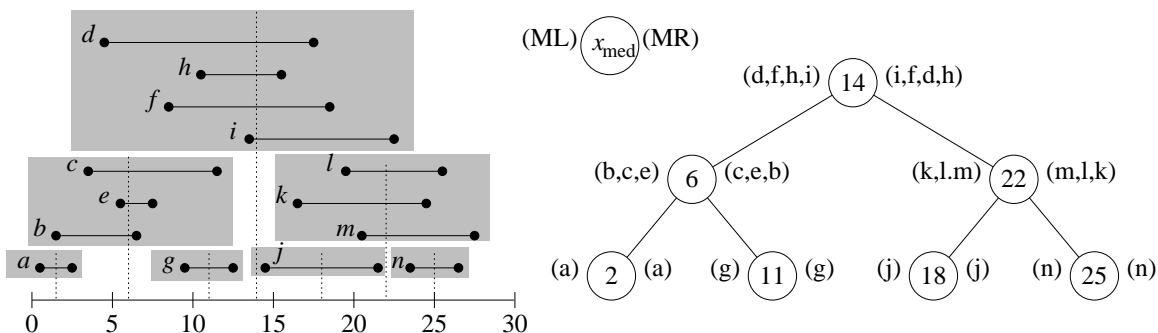 d
h
f
i
c
l
e
k
b
m
a
g
j
n
0 5 10 15 20 25 30
(ML) x_med (MR)
(d,f,h,i) 14 (i,f,d,h)
(b,c,e) 6 (c,e,b)
(k,l.m) 22 (m,l,k)
(a) 2 (a)
(g) 11 (g)
(j) 18 (j)
(n) 25 (n)